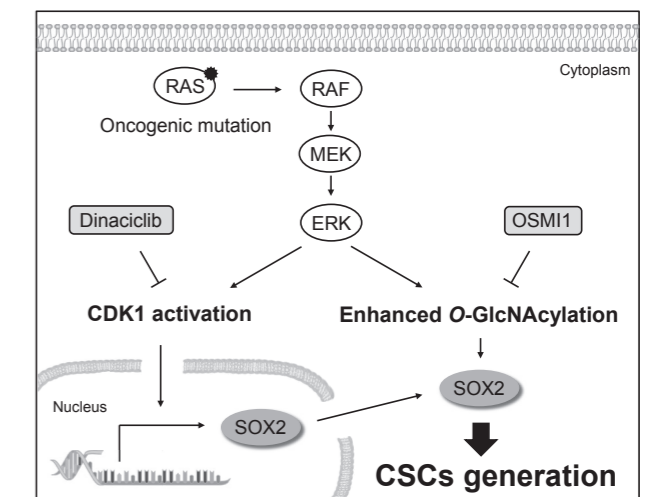 Cytoplasm
RAS
RAF
Oncogenic mutation
MEK
Dinaciclib
ERK
OSMI1
CDK1 activation
Enhanced O-GlcNAcylation
SOX2
Nucleus
SOX2
CSCs generation